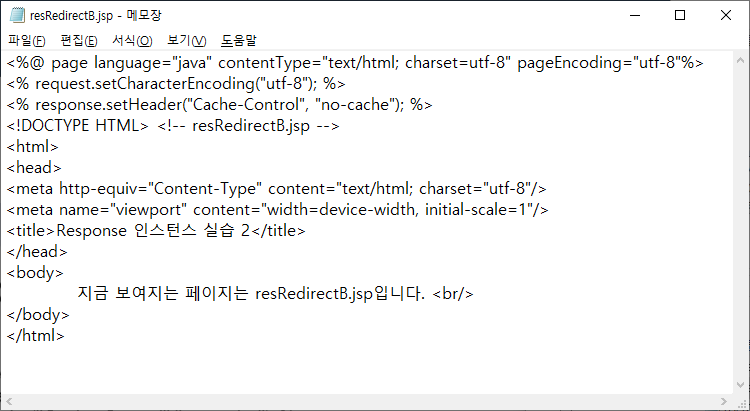 resRedirectB.jsp - 메모장
파일(F) 편집(E) 서식(O) 보기(V) 도움말
<%@ page language="java" contentType="text/html; charset=utf-8" pageEncoding="utf-8"%>
<% request.setCharacterEncoding("utf-8"); %>
<% response.setHeader("Cache-Control", "no-cache"); %>
<!DOCTYPE HTML> <!-- resRedirectB.jsp -->
<html>
<head>
<meta http-equiv="Content-Type" content="text/html; charset="utf-8"/>
<meta name="viewport" content="width=device-width, initial-scale=1"/>
<title>Response 인스턴스 실습 2</title>
</head>
<body>
지금 보여지는 페이지는 resRedirectB.jsp입니다. <br/>
</body>
</html>